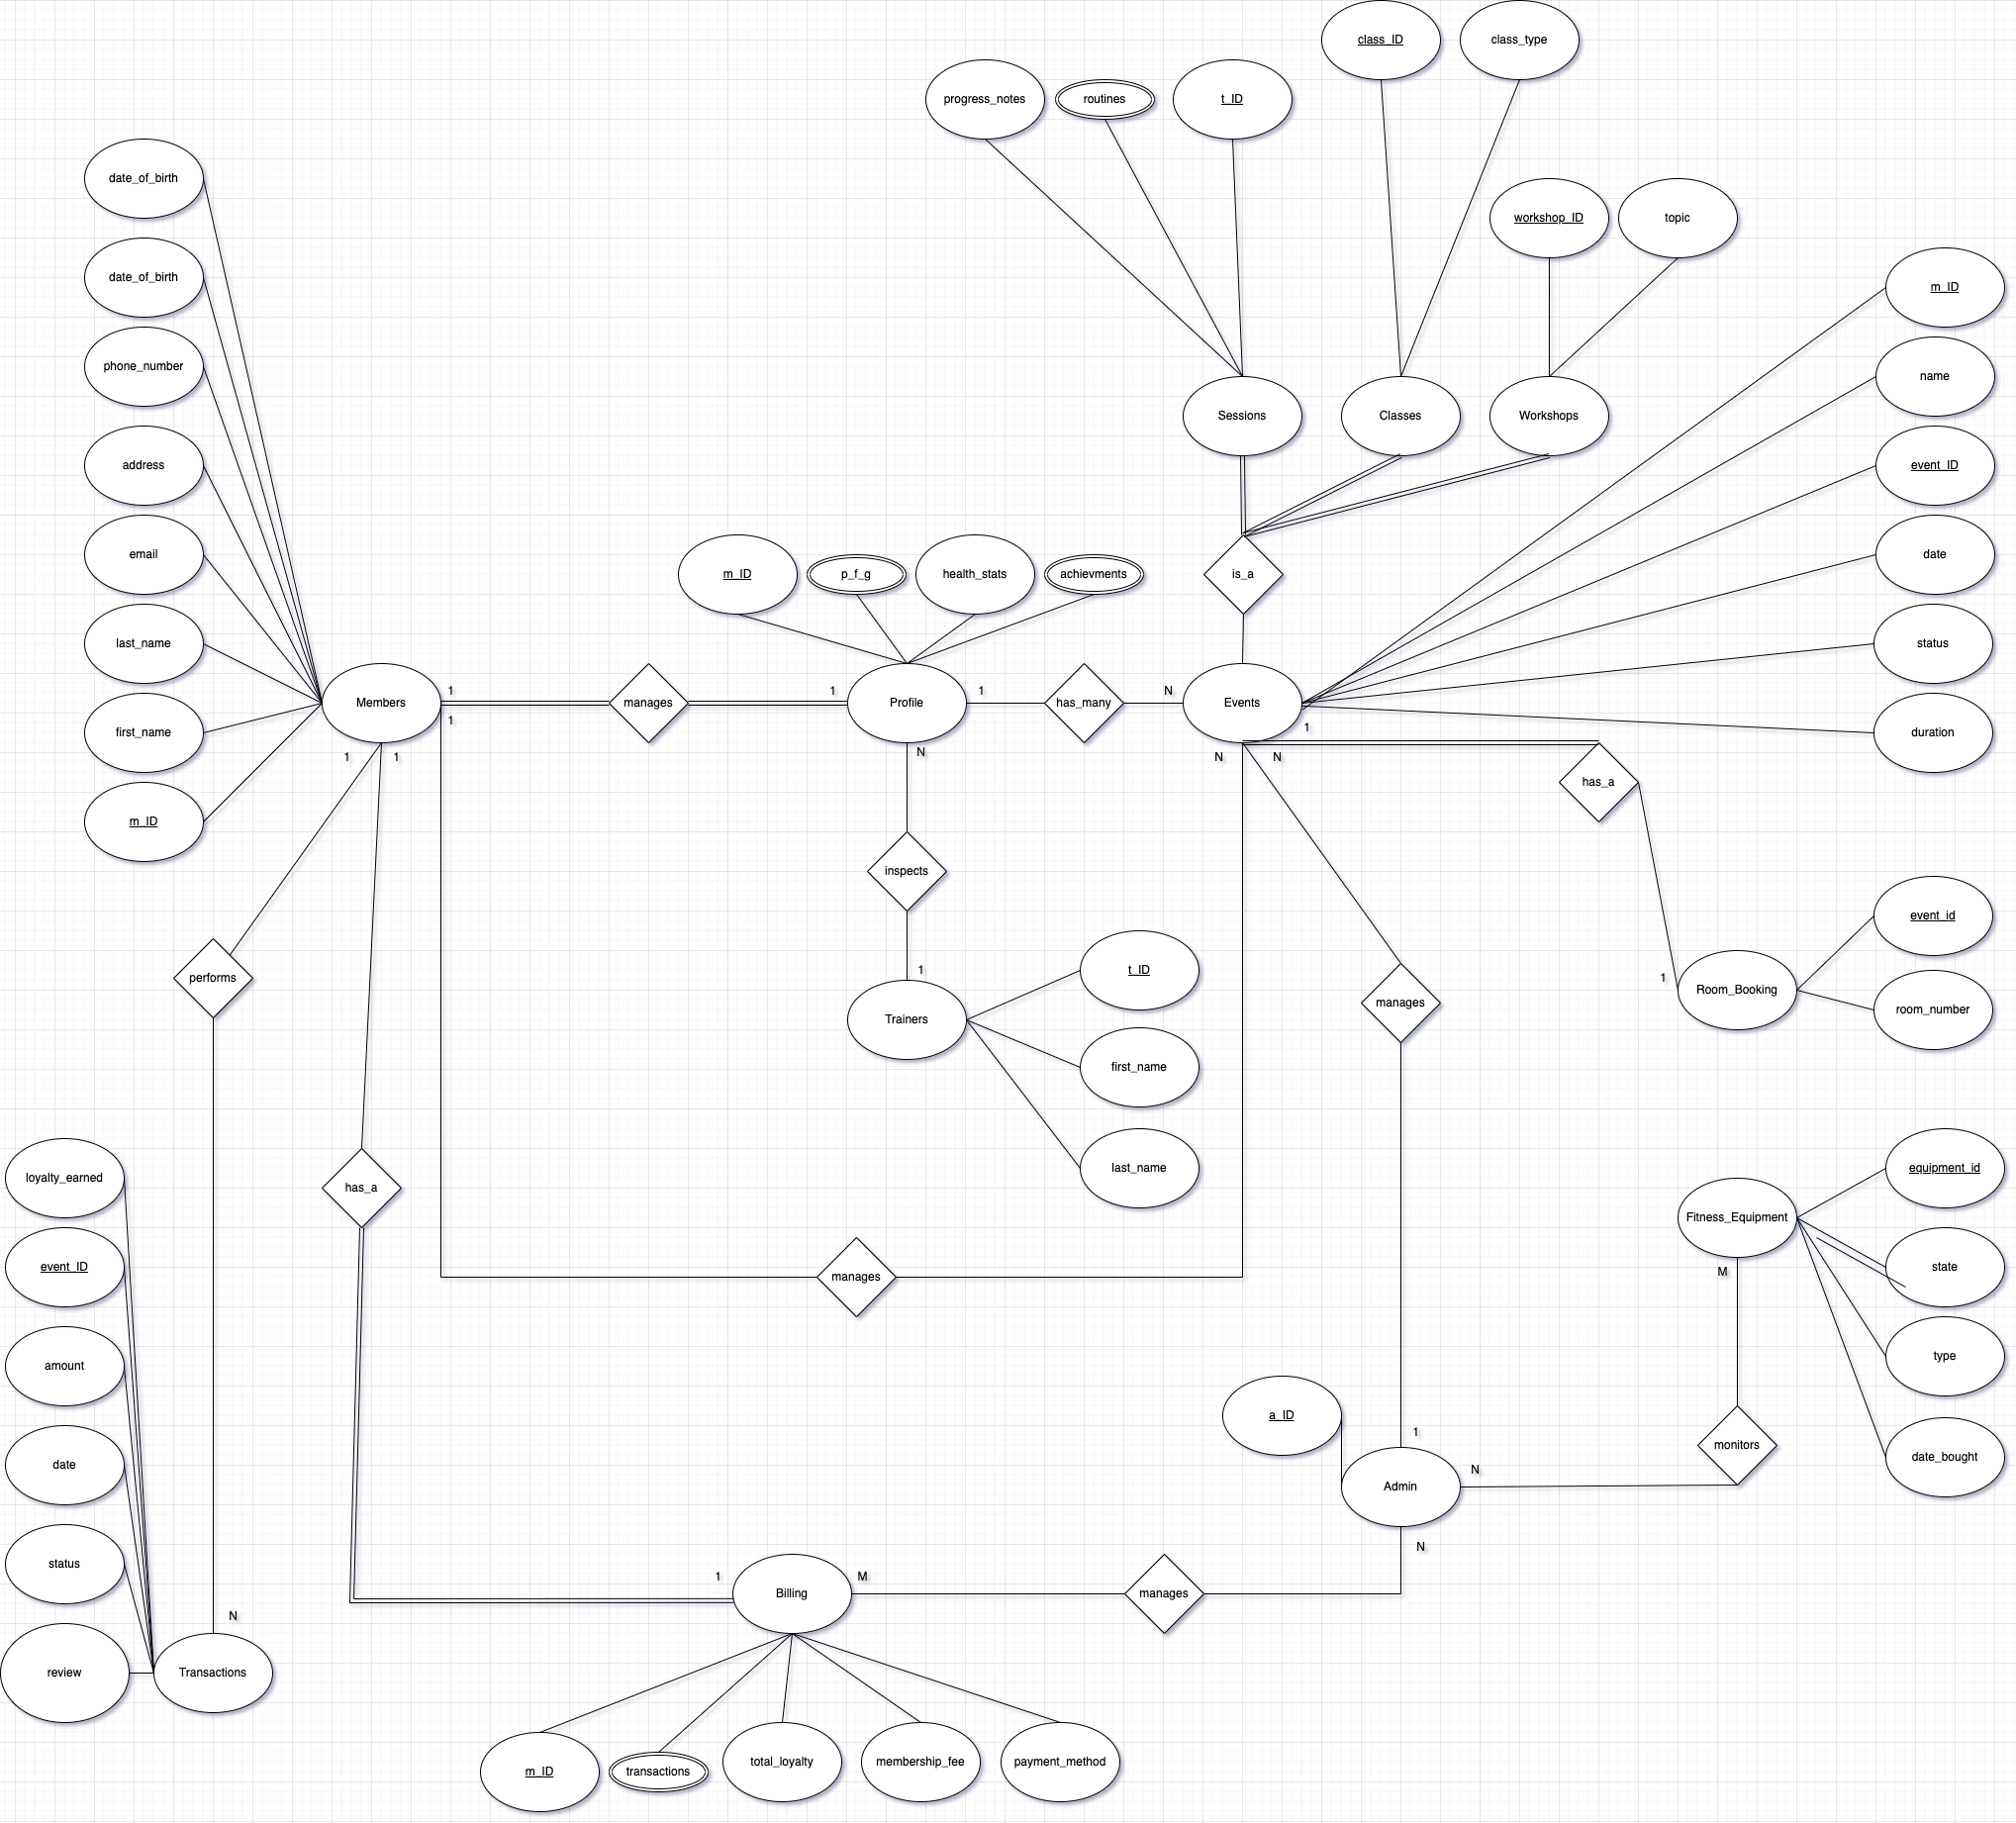 class_ID
class_type
progress_notes
routines
t_ID
date_of_birth
workshop_ID
topic
date_of_birth
m_ID
phone_number
name
Sessions
Classes
Workshops
address
event_ID
email
date
m_ID
p_f_g
health_stats
achievments
is_a
last_name
status
Members
1
1
manages
1
Profile
1
has_many
N
Events
1
first_name
duration
1
1
N
N
N
has_a
m_ID
inspects
event_id
performs
1
t_ID
1
Room_Booking
manages
room_number
Trainers
first_name
last_name
equipment_id
loyalty_earned
has_a
Fitness_Equipment
event_ID
manages
M
state
amount
type
a_ID
1
monitors
date_bought
date
N
Admin
N
status
1
Billing
M
manages
N
review
Transactions
m_ID
transactions
total_loyalty
membership_fee
payment_method